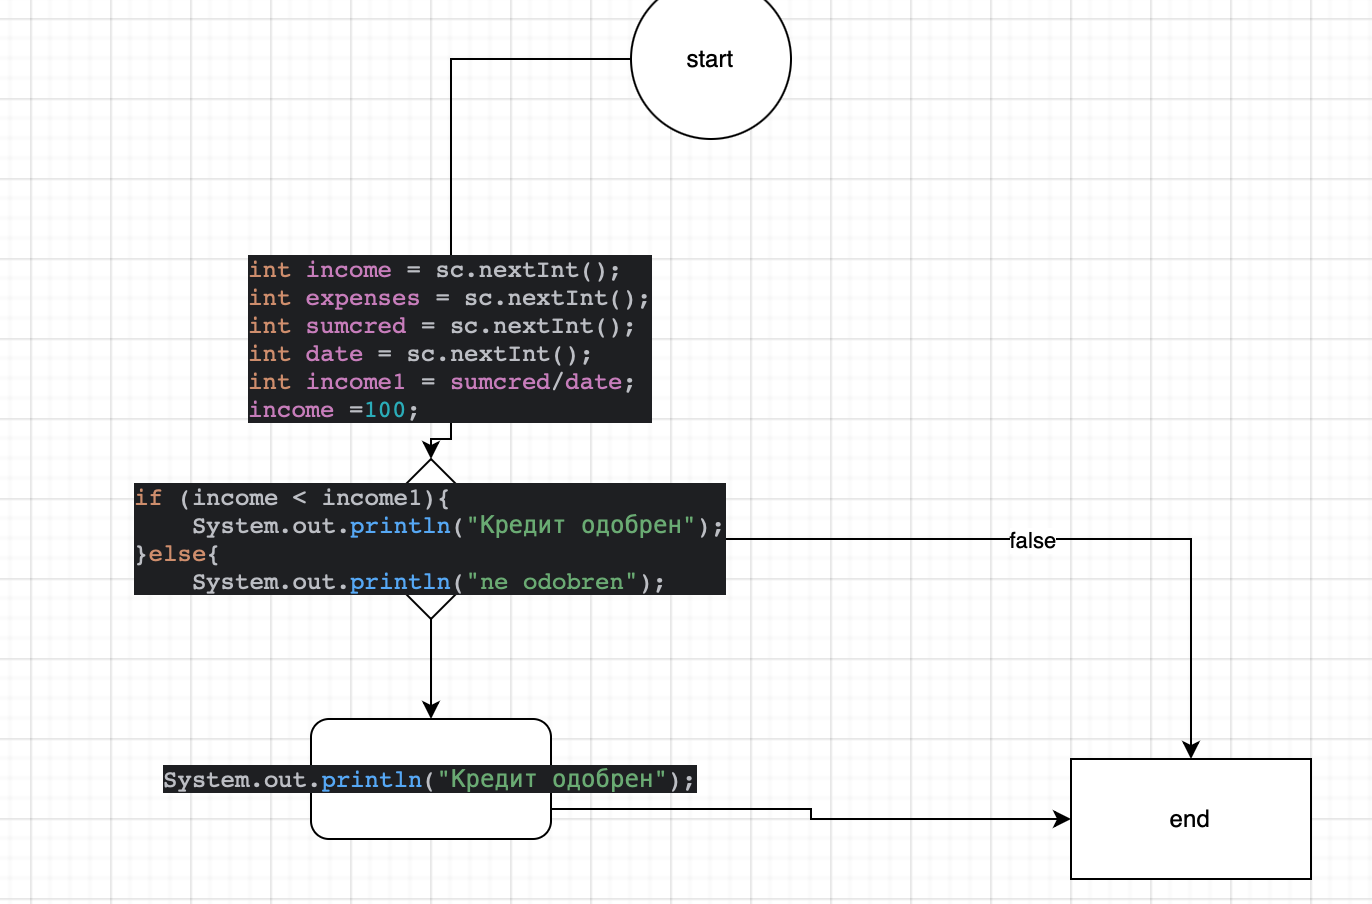 start
int income = sc.nextInt();
int expenses = sc.nextInt();
int sumcred = sc.nextInt();
int date = sc.nextInt();
int income1 = sumcred/date;
income =100;
if (income < income1){
    System.out.println("Кредит одобрен");
}else{
    System.out.println("ne odobren");
false
System.out.println("Кредит одобрен");
end